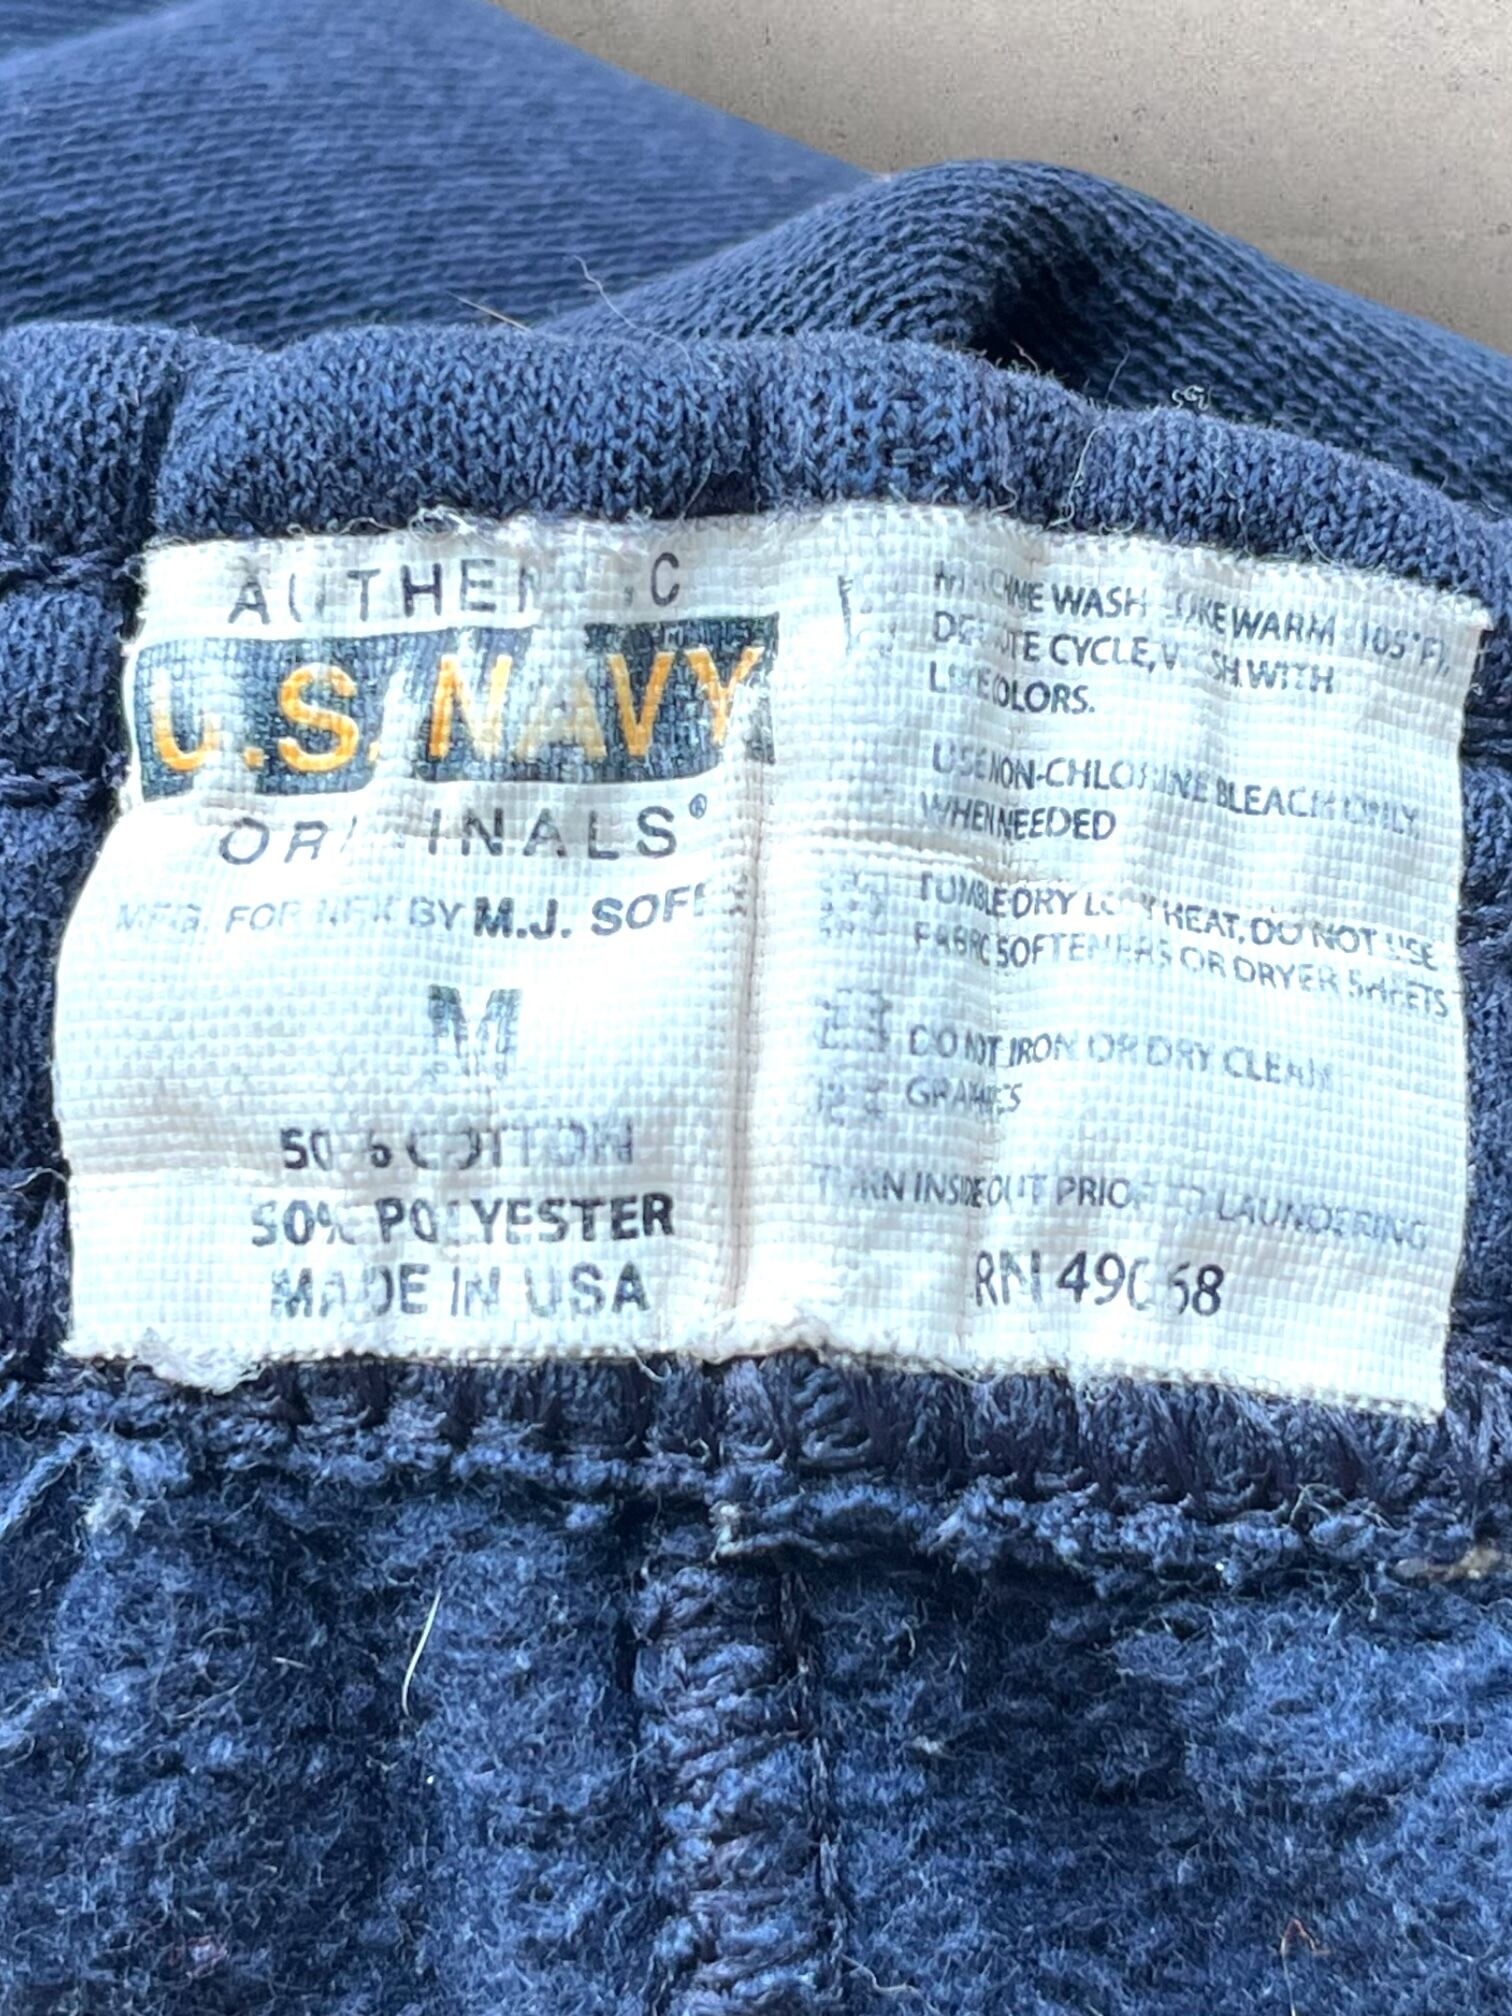 AUTHENTIC
U.S. NAVY
ORIGINALS®
MFG. FOR NEX BY M.J. SOFFE
M
50% COTTON
50% POLYESTER
MADE IN USA
MACHINE WASH LUKEWARM (105°F),
DELICATE CYCLE, WASH WITH
LIKE COLORS.
USE NON-CHLORINE BLEACH ONLY
WHEN NEEDED
TUMBLE DRY LOW HEAT, DO NOT USE
FABRIC SOFTENERS OR DRYER SHEETS
DO NOT IRON OR DRY CLEAN
GRAPHICS
TURN INSIDE OUT PRIOR TO LAUNDERING
RN